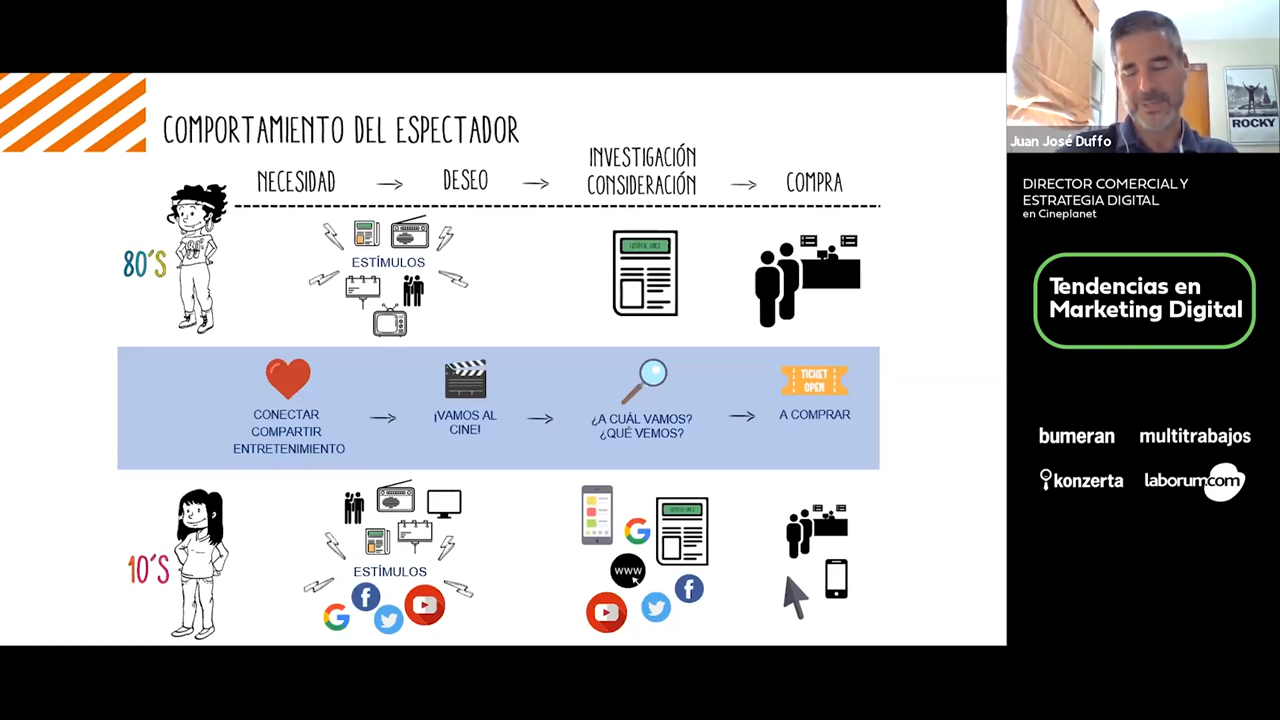 COMPORTAMIENTO DEL ESPECTADOR
NECESIDAD
DESEO
INVESTIGACIÓN
CONSIDERACIÓN
COMPRA
80´S
ESTÍMULOS
CONECTAR
COMPARTIR
ENTRETENIMIENTO
¡VAMOS AL
CINE!
¿A CUÁL VAMOS?
¿QUÉ VEMOS?
TICKET
OPEN
A COMPRAR
10´S
ESTÍMULOS
WWW
ROCKY
Juan José Duffo
DIRECTOR COMERCIAL Y
ESTRATEGIA DIGITAL
en Cineplanet
Tendencias en
Marketing Digital
bumeran
multitrabajos
konzerta
laborum.com